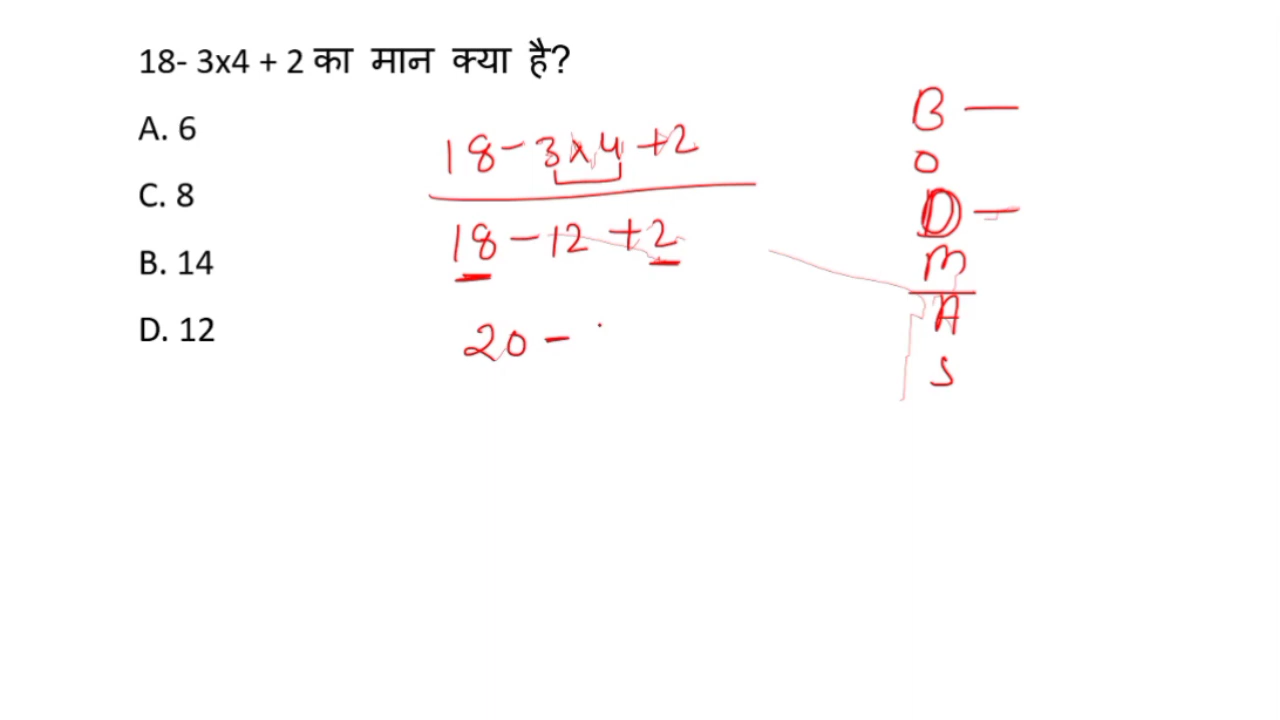 18- 3x4 + 2 का मान क्या है?
A. 6
C. 8
B. 14
D. 12
18-3x4+2
18-12+2
20-
B -
O
D -
M
A
S